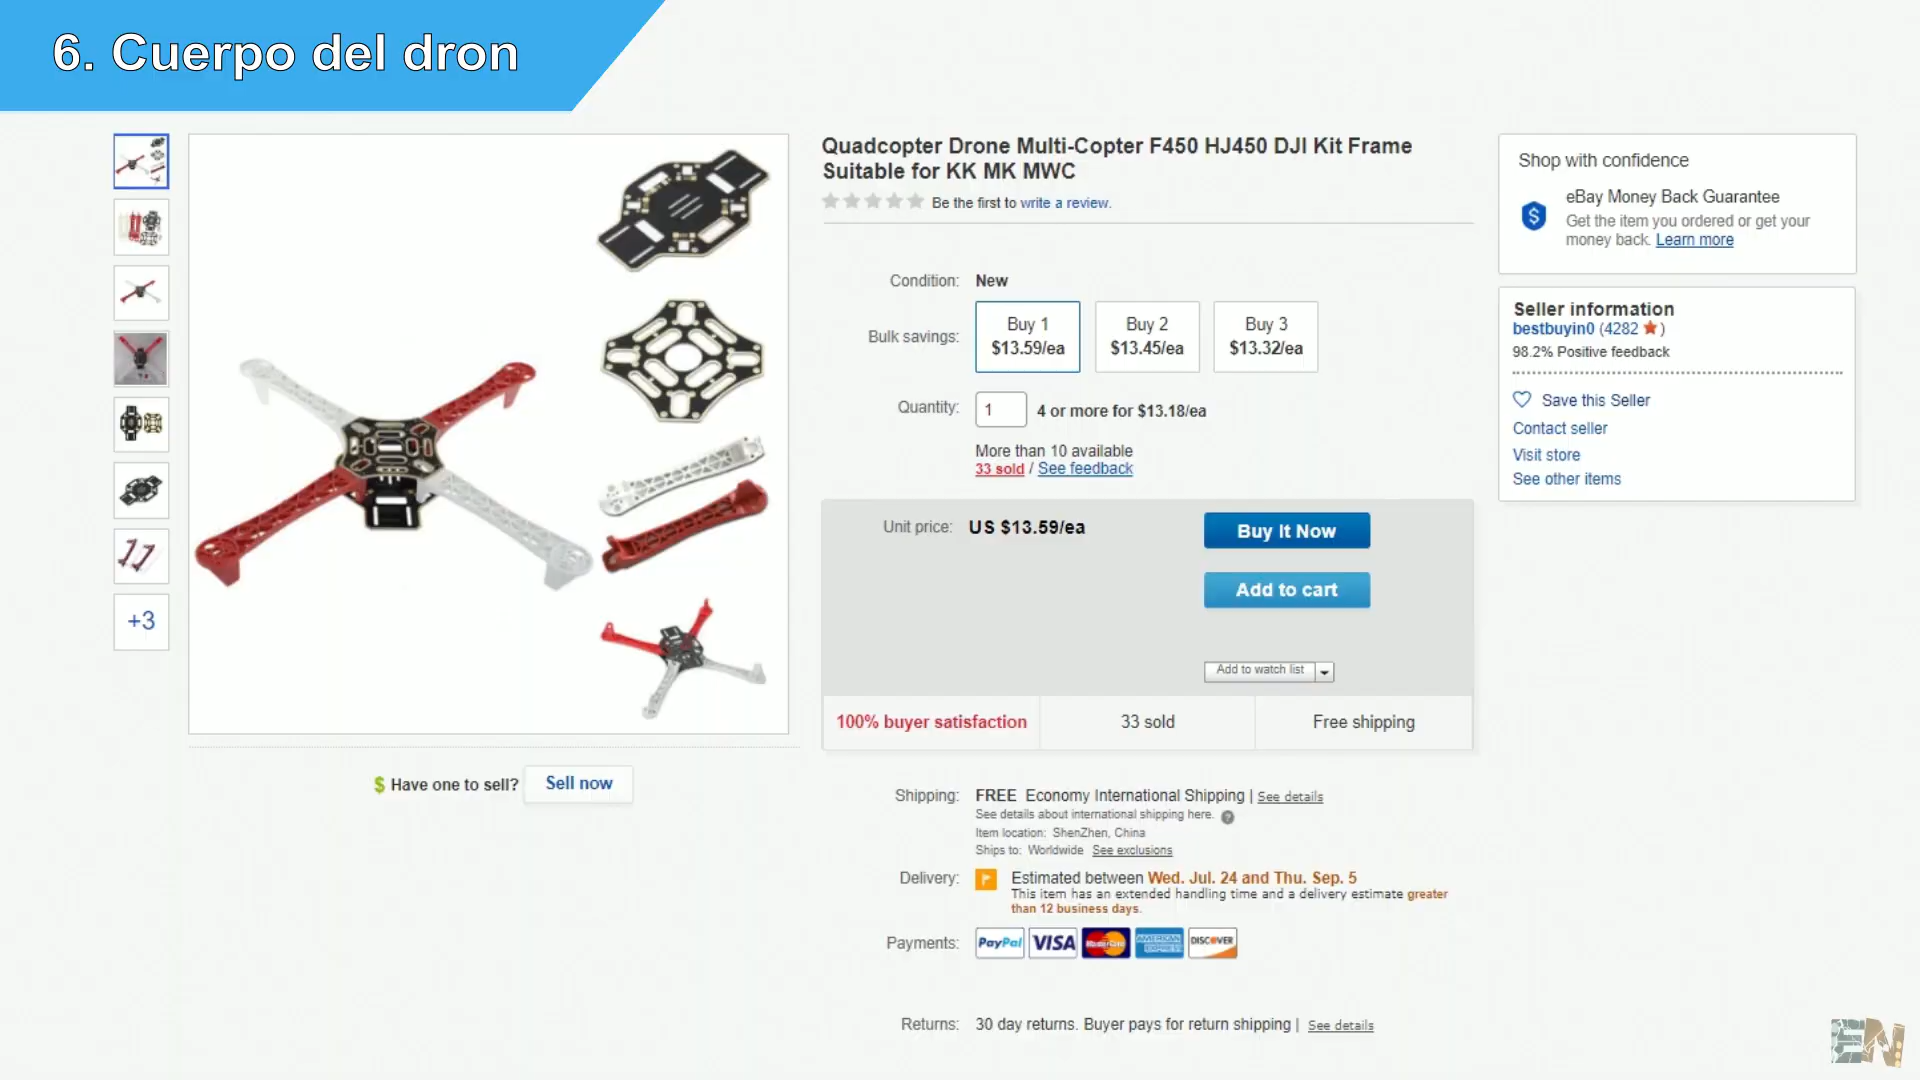 6. Cuerpo del dron
+3
$ Have one to sell? Sell now
Quadcopter Drone Multi-Copter F450 HJ450 DJI Kit Frame
Suitable for KK MK MWC
Be the first to write a review.
Condition: New
Bulk savings:
Buy 1
$13.59/ea
Buy 2
$13.45/ea
Buy 3
$13.32/ea
Quantity: 1 4 or more for $13.18/ea
More than 10 available
33 sold / See feedback
Unit price: US $13.59/ea
Buy It Now
Add to cart
Add to watch list
100% buyer satisfaction
33 sold
Free shipping
Shipping: FREE Economy International Shipping | See details
See details about international shipping here. ?
Item location: ShenZhen, China
Ships to: Worldwide See exclusions
Delivery: Estimated between Wed. Jul. 24 and Thu. Sep. 5
This item has an extended handling time and a delivery estimate greater
than 12 business days.
Payments: PayPal VISA MasterCard AMERICAN EXPRESS DISCOVER
Returns: 30 day returns. Buyer pays for return shipping | See details
Shop with confidence
eBay Money Back Guarantee
$
Get the item you ordered or get your
money back. Learn more
Seller information
bestbuyin0 (4282 ★ )
98.2% Positive feedback
Save this Seller
Contact seller
Visit store
See other items
EN